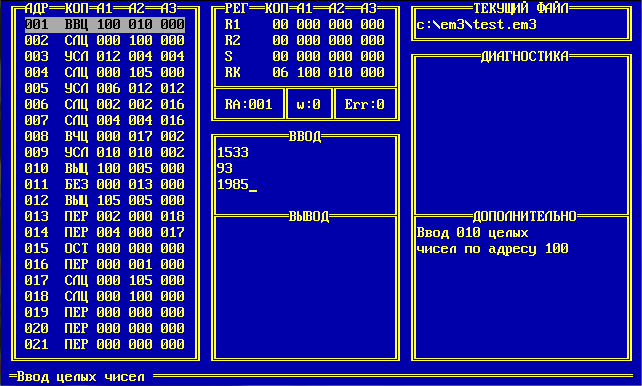 АДР КОП А1 А2 А3
001 ВВЦ 100 010 000
002 СЛЦ 000 100 000
003 УСЛ 012 004 004
004 СЛЦ 000 105 000
005 УСЛ 006 012 012
006 СЛЦ 002 002 016
007 СЛЦ 004 004 016
008 ВЧЦ 000 017 002
009 УСЛ 010 010 002
010 ВЫЦ 100 005 000
011 БЕЗ 000 013 000
012 ВЫЦ 105 005 000
013 ПЕР 002 000 018
014 ПЕР 004 000 017
015 ОСТ 000 000 000
016 ПЕР 000 001 000
017 СЛЦ 000 105 000
018 СЛЦ 000 100 000
019 ПЕР 000 000 000
020 ПЕР 000 000 000
021 ПЕР 000 000 000
РЕГ КОП А1 А2 А3
R1 00 000 000 000
R2 00 000 000 000
S 00 000 000 000
RK 06 100 010 000
RA:001 w:0 Err:0
ВВОД
1533
93
1985_
ВЫВОД
ТЕКУЩИЙ ФАЙЛ
c:\em3\test.em3
ДИАГНОСТИКА
ДОПОЛНИТЕЛЬНО
Ввод 010 целых
чисел по адресу 100
Ввод целых чисел